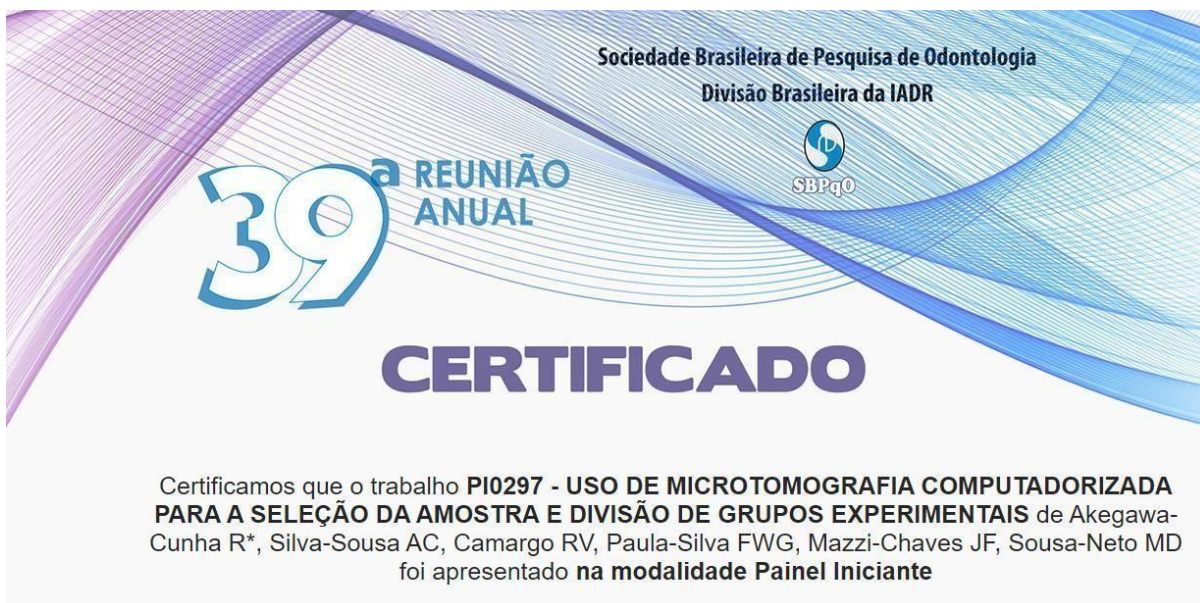 Sociedade Brasileira de Pesquisa de Odontologia
Divisão Brasileira da IADR
SBPqO
39ª REUNIÃO
ANUAL
CERTIFICADO
Certificamos que o trabalho PI0297 - USO DE MICROTOMOGRAFIA COMPUTADORIZADA
PARA A SELEÇÃO DA AMOSTRA E DIVISÃO DE GRUPOS EXPERIMENTAIS de Akegawa-
Cunha R*, Silva-Sousa AC, Camargo RV, Paula-Silva FWG, Mazzi-Chaves JF, Sousa-Neto MD
foi apresentado na modalidade Painel Iniciante